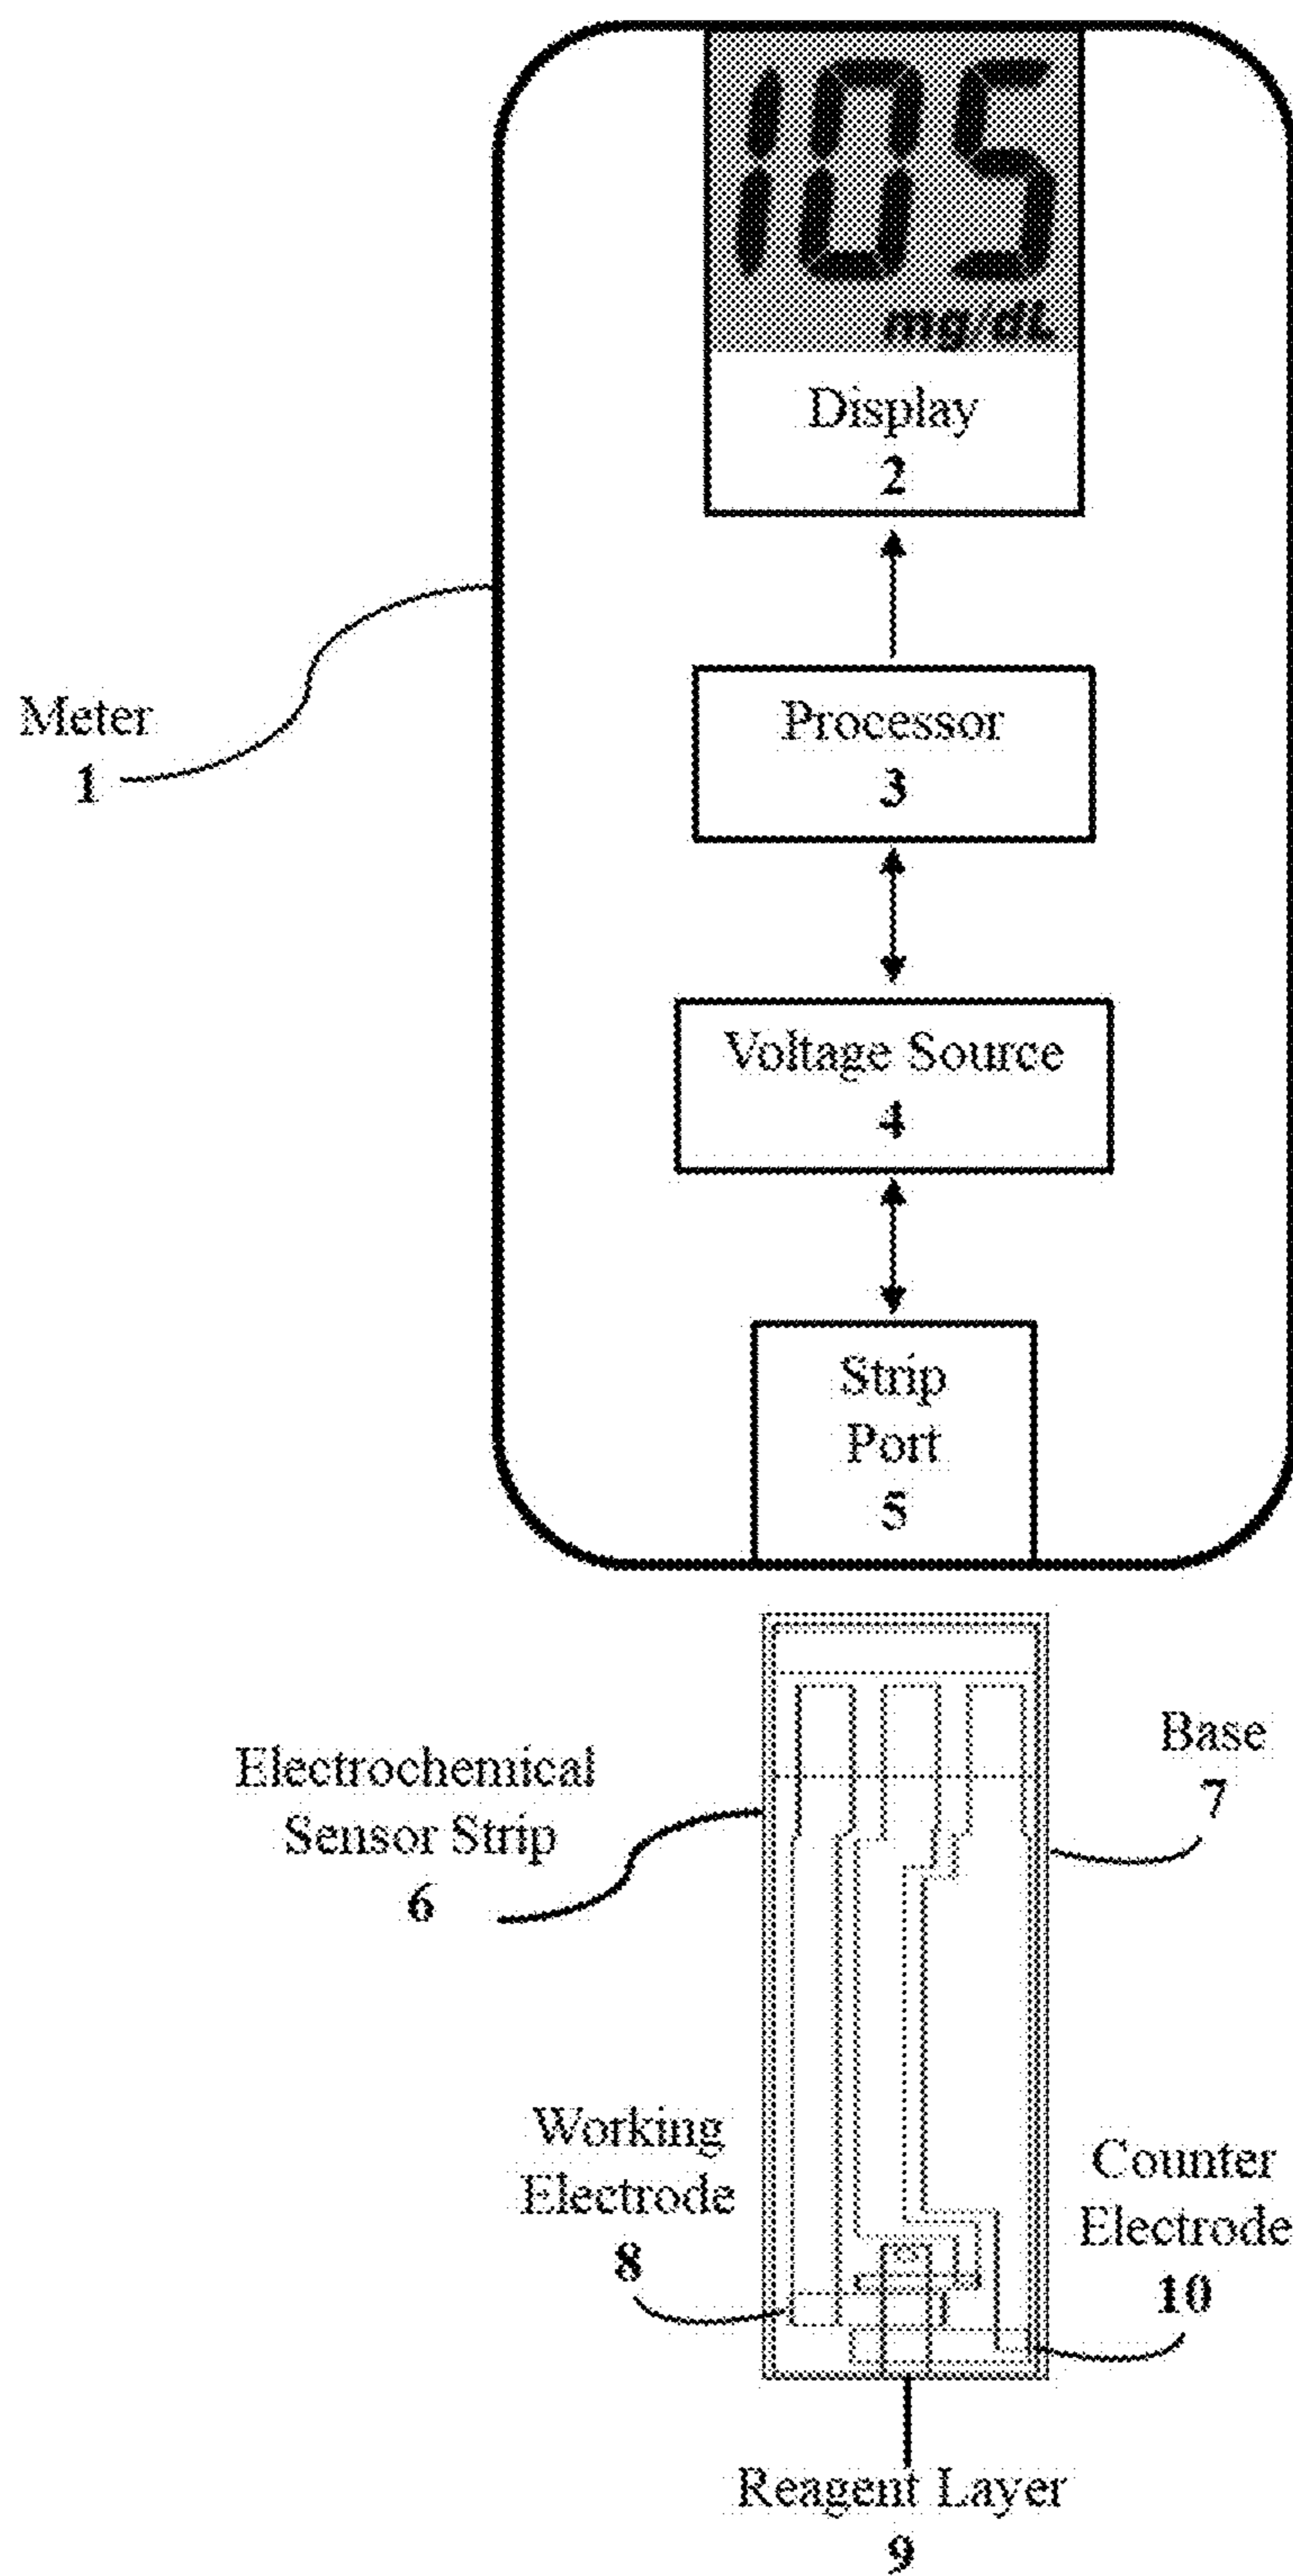 105
mg/dL
Display
2
Processor
3
Meter
1
Voltage Source
4
Strip
Port
5
Electrochemical
Sensor Strip
6
Base
7
Working
Electrode
8
Counter
Electrode
10
Reagent Layer
9